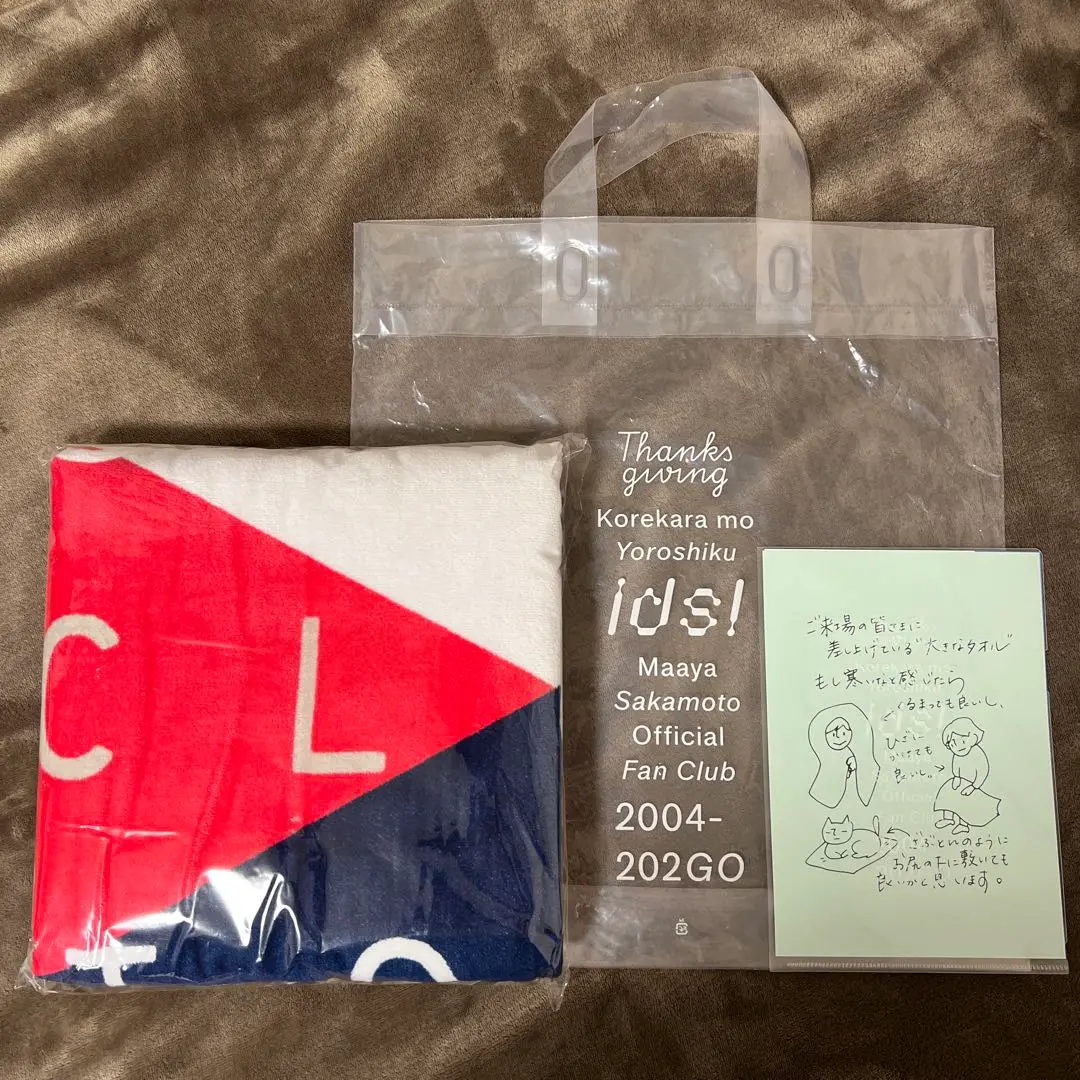 C L
T O
Thanks
giving
Korekara mo
Yoroshiku
ids!
Maaya
Sakamoto
Official
Fan Club
2004-
202GO
ご来場の皆さまに
差し上げている"大きなタオル"
もし寒いなと感じたら
くるまっても良いし、
ひざに
かけても
良いし。
ざぶとんのように
お尻の下に敷いても
良いかと思います。